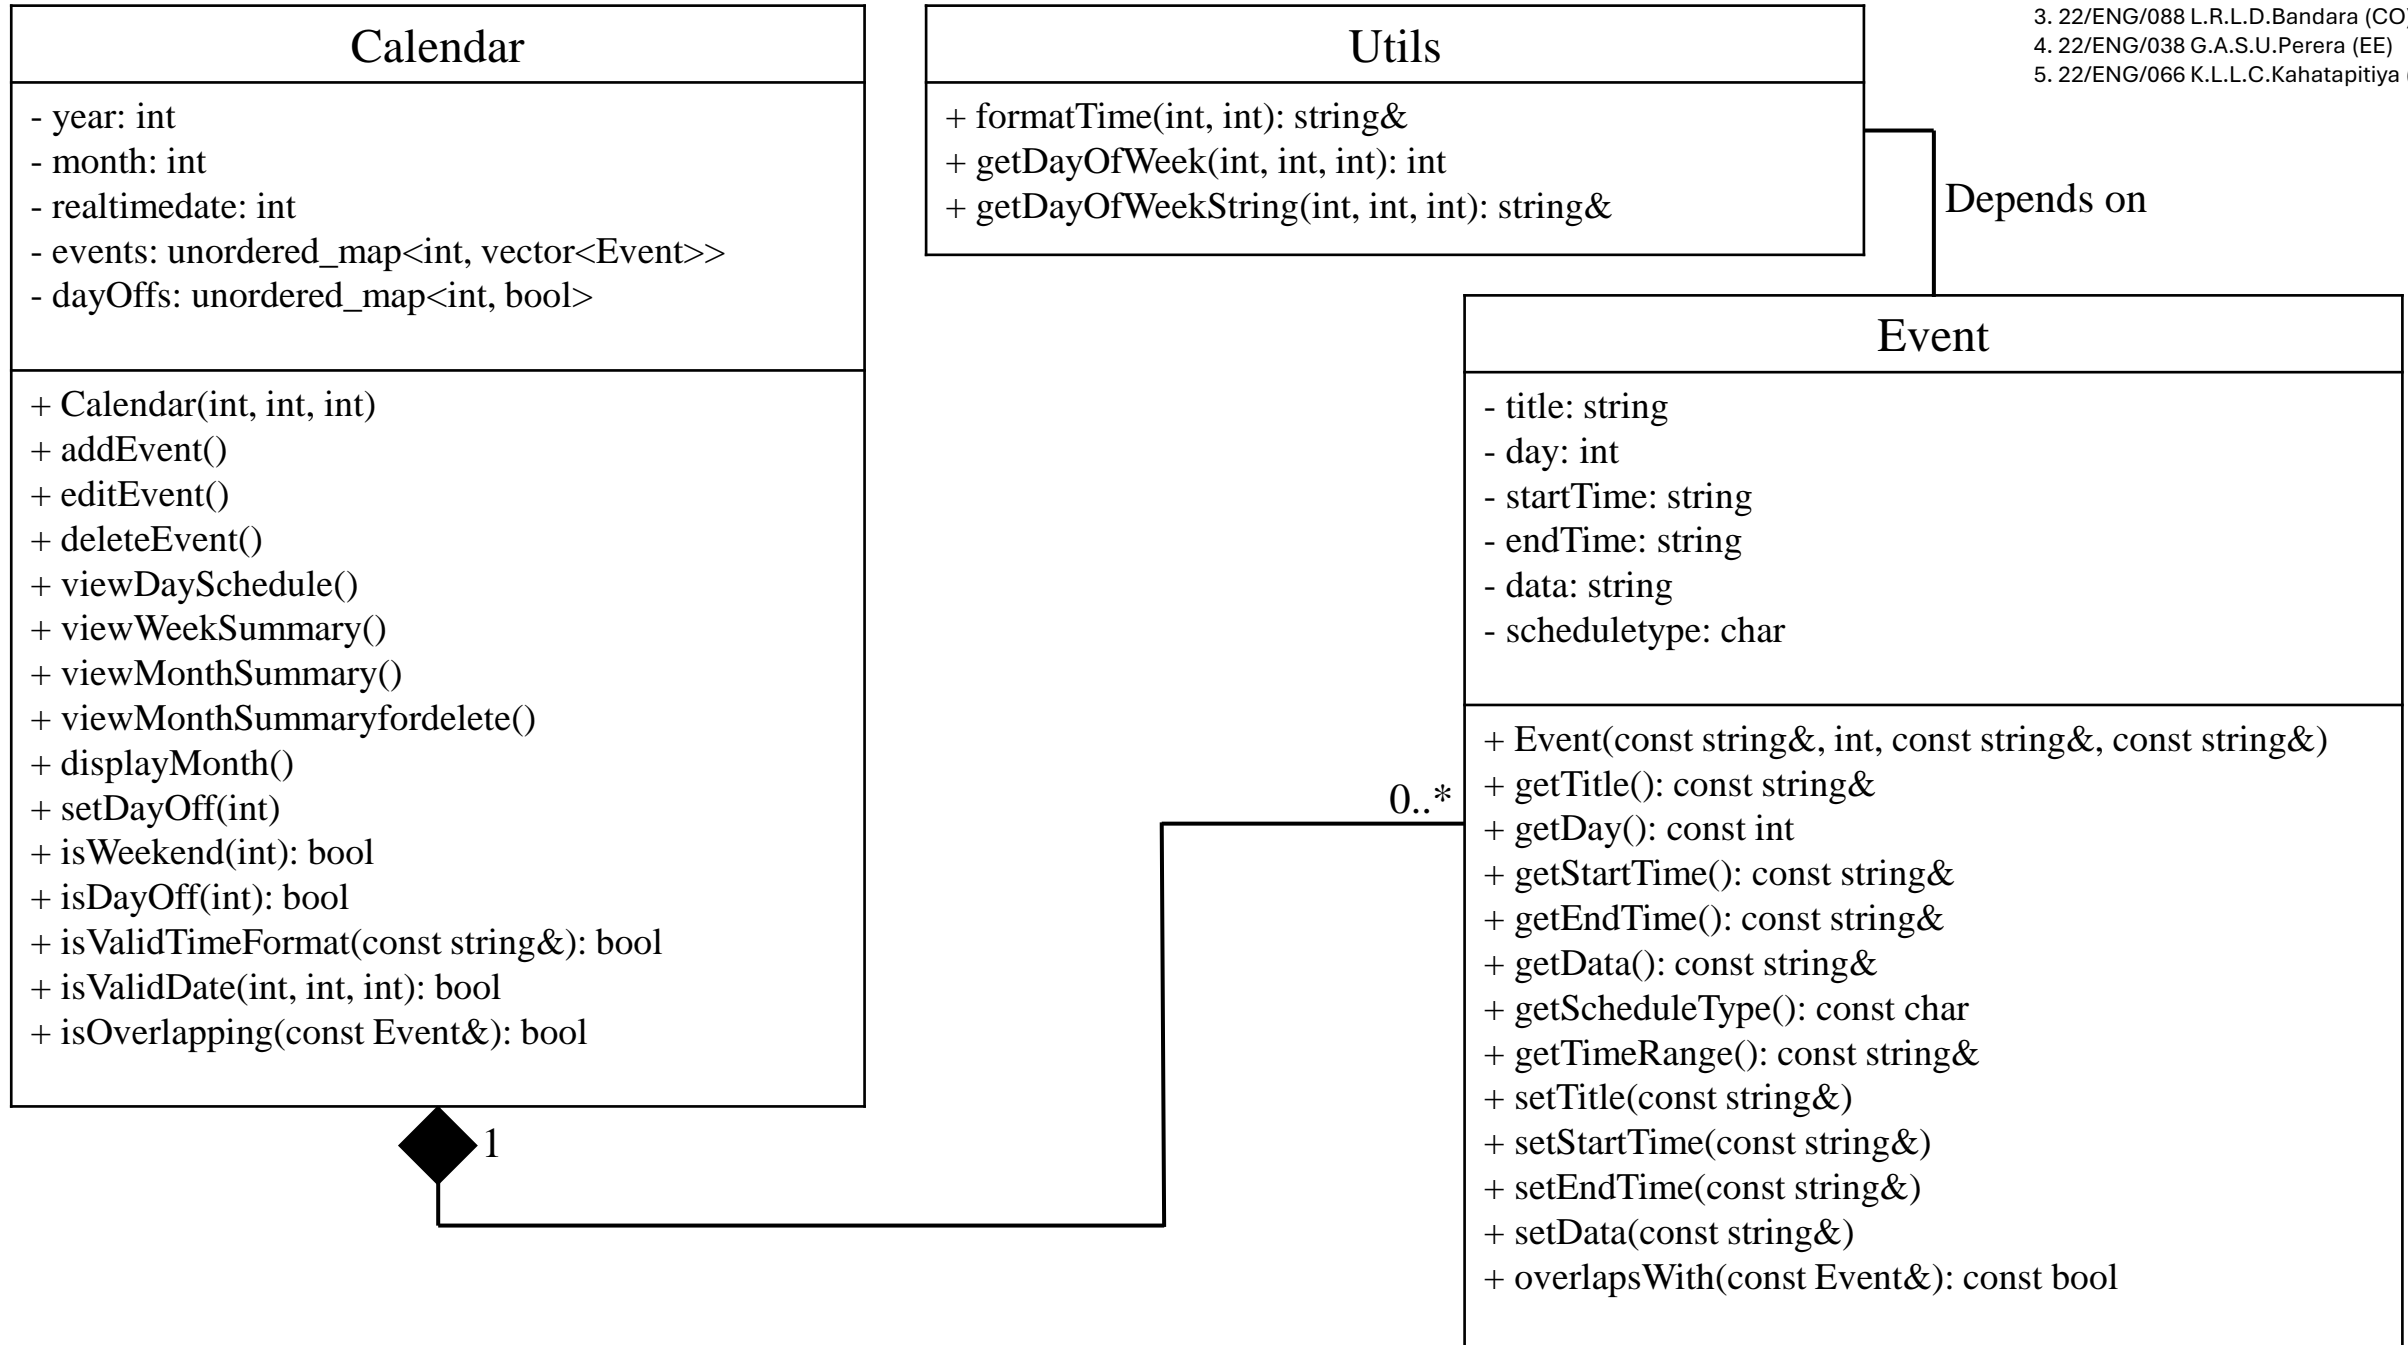 Calendar
- year: int
- month: int
- realtimedate: int
- events: unordered_map<int, vector<Event>>
- dayOffs: unordered_map<int, bool>
+ Calendar(int, int, int)
+ addEvent()
+ editEvent()
+ deleteEvent()
+ viewDaySchedule()
+ viewWeekSummary()
+ viewMonthSummary()
+ viewMonthSummaryfordelete()
+ displayMonth()
+ setDayOff(int)
+ isWeekend(int): bool
+ isDayOff(int): bool
+ isValidTimeFormat(const string&): bool
+ isValidDate(int, int, int): bool
+ isOverlapping(const Event&): bool
1
Utils
+ formatTime(int, int): string&
+ getDayOfWeek(int, int, int): int
+ getDayOfWeekString(int, int, int): string&
3. 22/ENG/088 L.R.L.D.Bandara (CO)
4. 22/ENG/038 G.A.S.U.Perera (EE)
5. 22/ENG/066 K.L.L.C.Kahatapitiya
Depends on
Event
- title: string
- day: int
- startTime: string
- endTime: string
- data: string
- scheduletype: char
0..*
+ Event(const string&, int, const string&, const string&)
+ getTitle(): const string&
+ getDay(): const int
+ getStartTime(): const string&
+ getEndTime(): const string&
+ getData(): const string&
+ getScheduleType(): const char
+ getTimeRange(): const string&
+ setTitle(const string&)
+ setStartTime(const string&)
+ setEndTime(const string&)
+ setData(const string&)
+ overlapsWith(const Event&): const bool